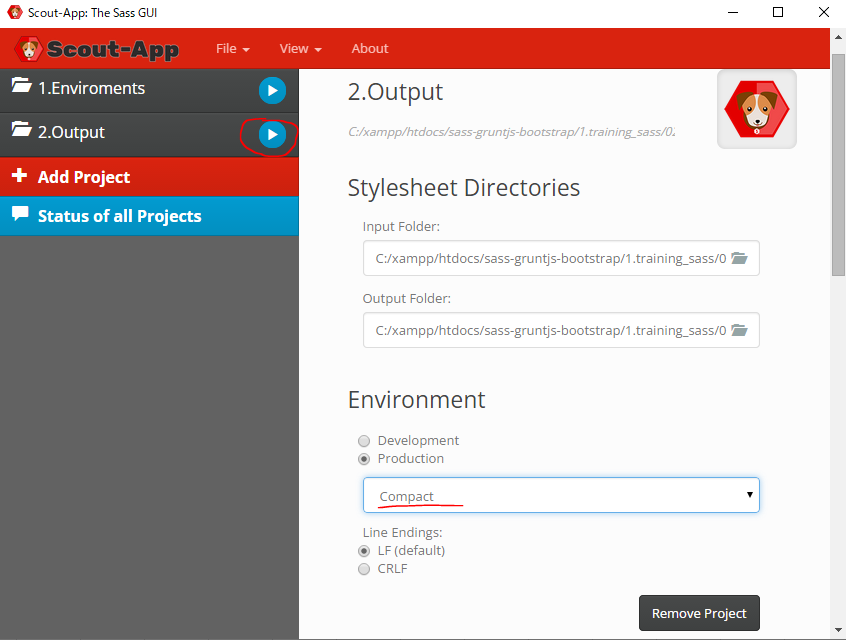 Scout-App: The Sass GUI
Scout-App File View About
1.Enviroments
2.Output
Add Project
Status of all Projects
2.Output
C:/xampp/htdocs/sass-gruntjs-bootstrap/1.training_sass/02
Stylesheet Directories
Input Folder:
C:/xampp/htdocs/sass-gruntjs-bootstrap/1.training_sass/0
Output Folder:
C:/xampp/htdocs/sass-gruntjs-bootstrap/1.training_sass/0
Environment
Development
Production
Compact
Line Endings:
LF (default)
CRLF
Remove Project